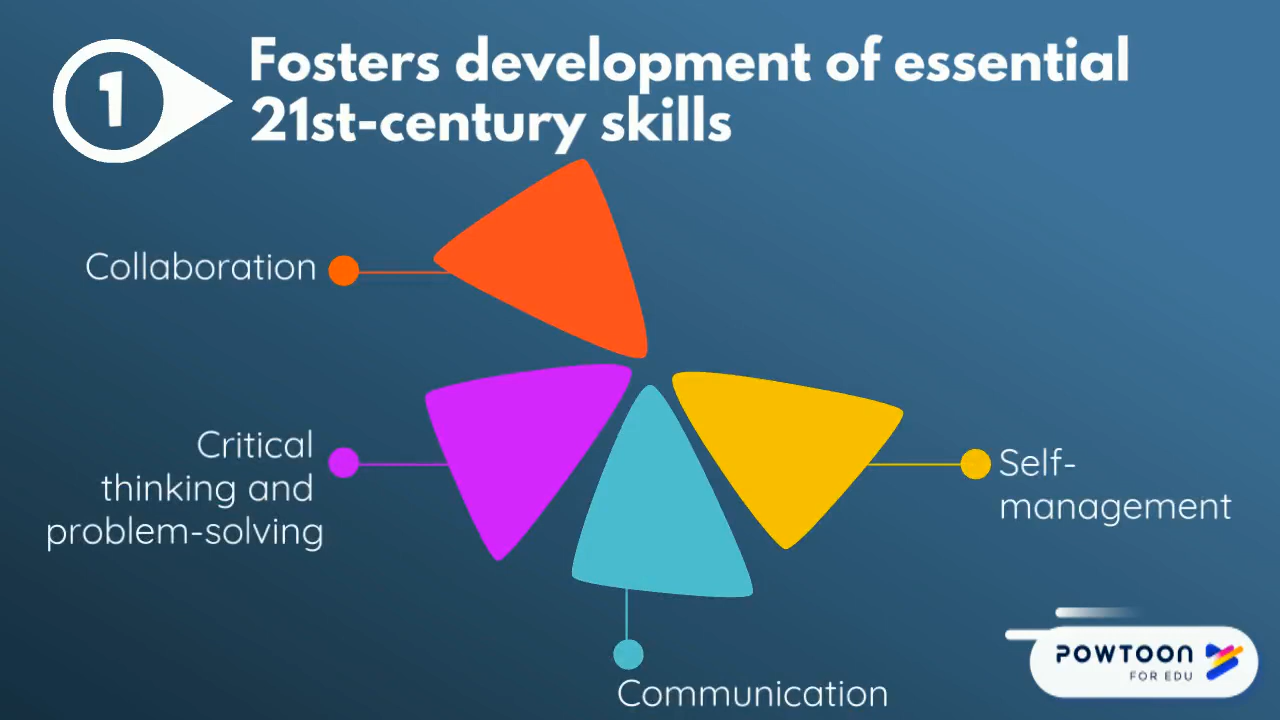 1
Fosters development of essential
21st-century skills
Collaboration
Critical
thinking and
problem-solving
Self-
management
Communication
POWTOON
FOR EDU